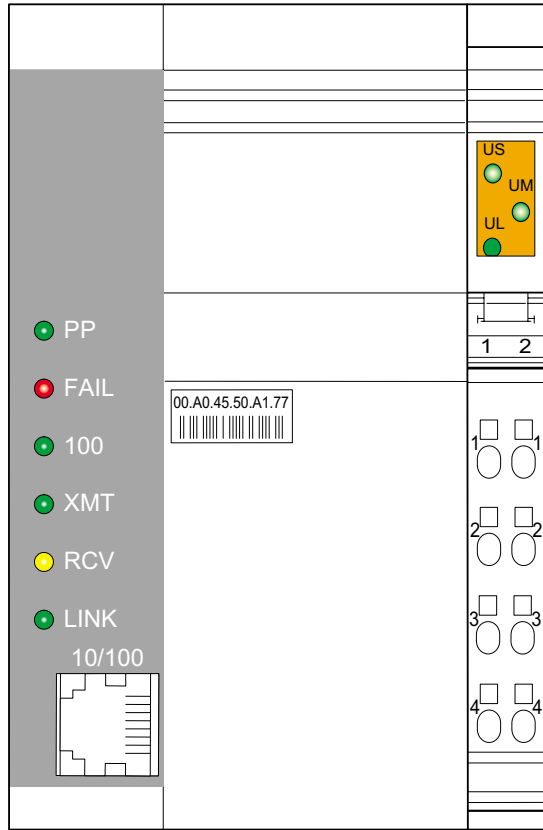 US
UM
UL
PP
1 2
FAIL
00.A0.45.50.A1.77
1 1
100
XMT
2 2
RCV
LINK
3 3
10/100
4 4